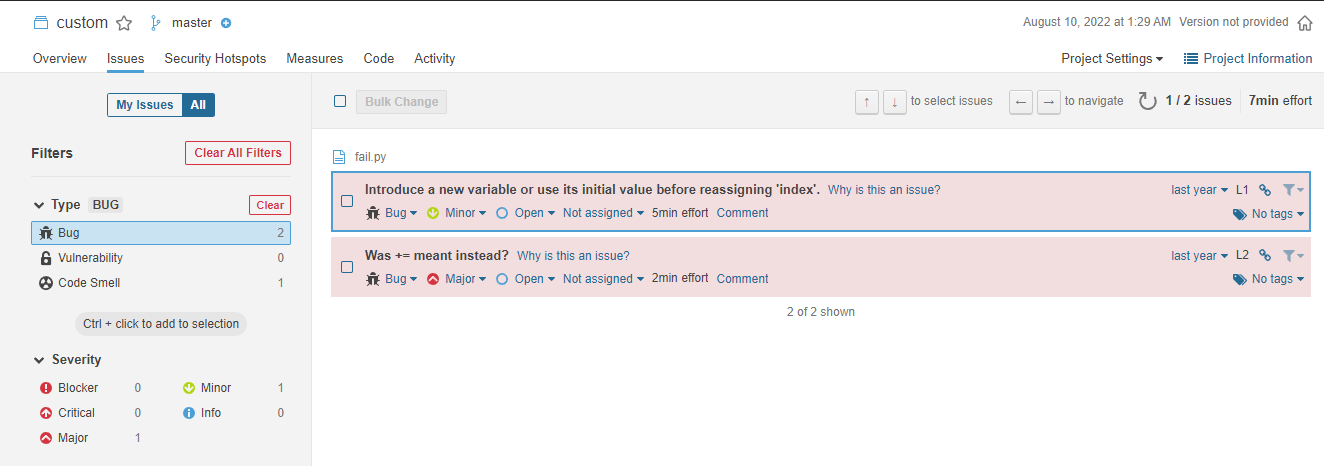 custom master August 10, 2022 at 1:29 AM Version not provided
Overview Issues Security Hotspots Measures Code Activity Project Settings Project Information
My Issues All
Bulk Change ↑ ↓ to select issues ← → to navigate 1 / 2 issues 7min effort
Filters Clear All Filters
Type BUG Clear
Bug 2
Vulnerability 0
Code Smell 1
Ctrl + click to add to selection
Severity
Blocker 0 Minor 1
Critical 0 Info 0
Major 1
fail.py
Introduce a new variable or use its initial value before reassigning 'index'. Why is this an issue? last year L1
Bug Minor Open Not assigned 5min effort Comment No tags
Was += meant instead? Why is this an issue? last year L2
Bug Major Open Not assigned 2min effort Comment No tags
2 of 2 shown